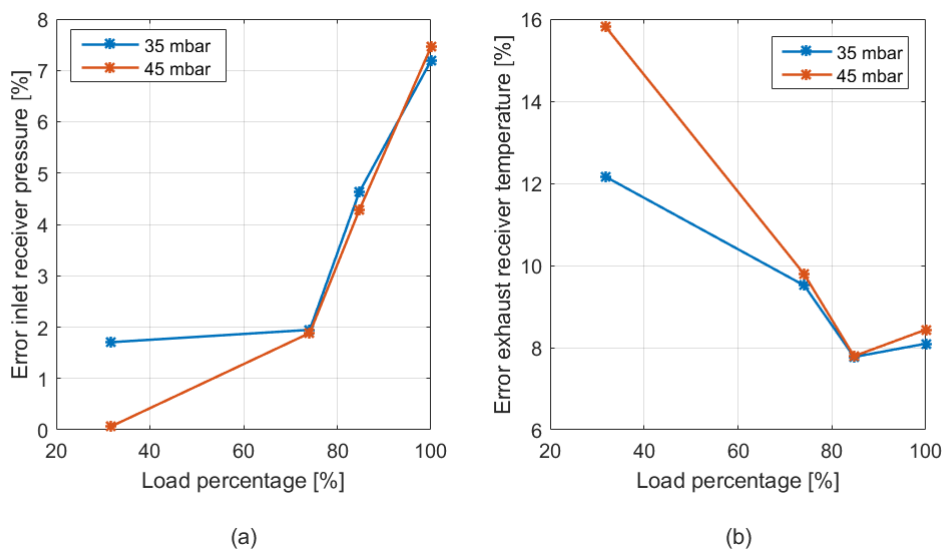 8
7
6
5
4
3
2
1
0
20
40
60
80
100
Error inlet receiver pressure [%]
Load percentage [%]
35 mbar
45 mbar
(a)
16
14
12
10
8
6
20
40
60
80
100
Error exhaust receiver temperature [%]
Load percentage [%]
35 mbar
45 mbar
(b)